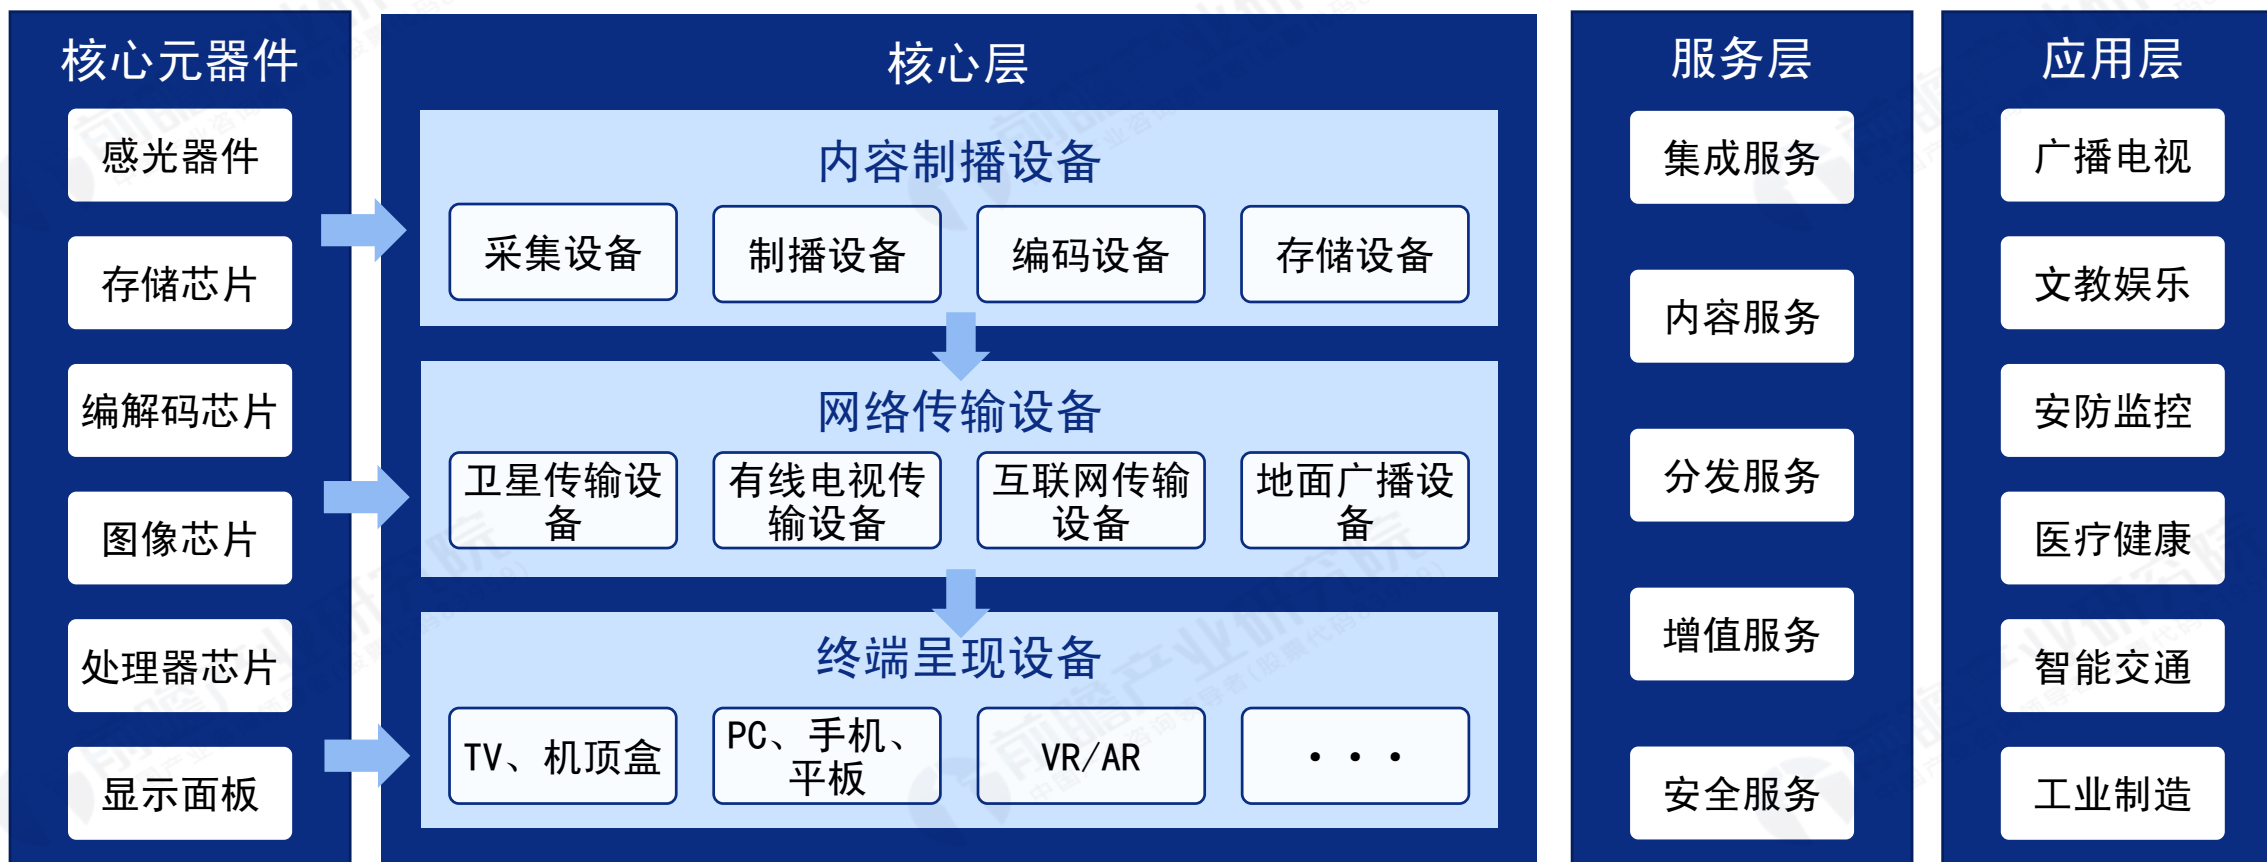 核心元器件
感光器件
存储芯片
编解码芯片
图像芯片
处理器芯片
显示面板
核心层
内容制播设备
采集设备
制播设备
编码设备
存储设备
网络传输设备
卫星传输设
备
有线电视传
输设备
互联网传输
设备
地面广播设
备
终端呈现设备
TV、机顶盒
PC、手机、
平板
VR/AR
···
服务层
集成服务
内容服务
分发服务
增值服务
安全服务
应用层
广播电视
文教娱乐
安防监控
医疗健康
智能交通
工业制造
前瞻产业研究院